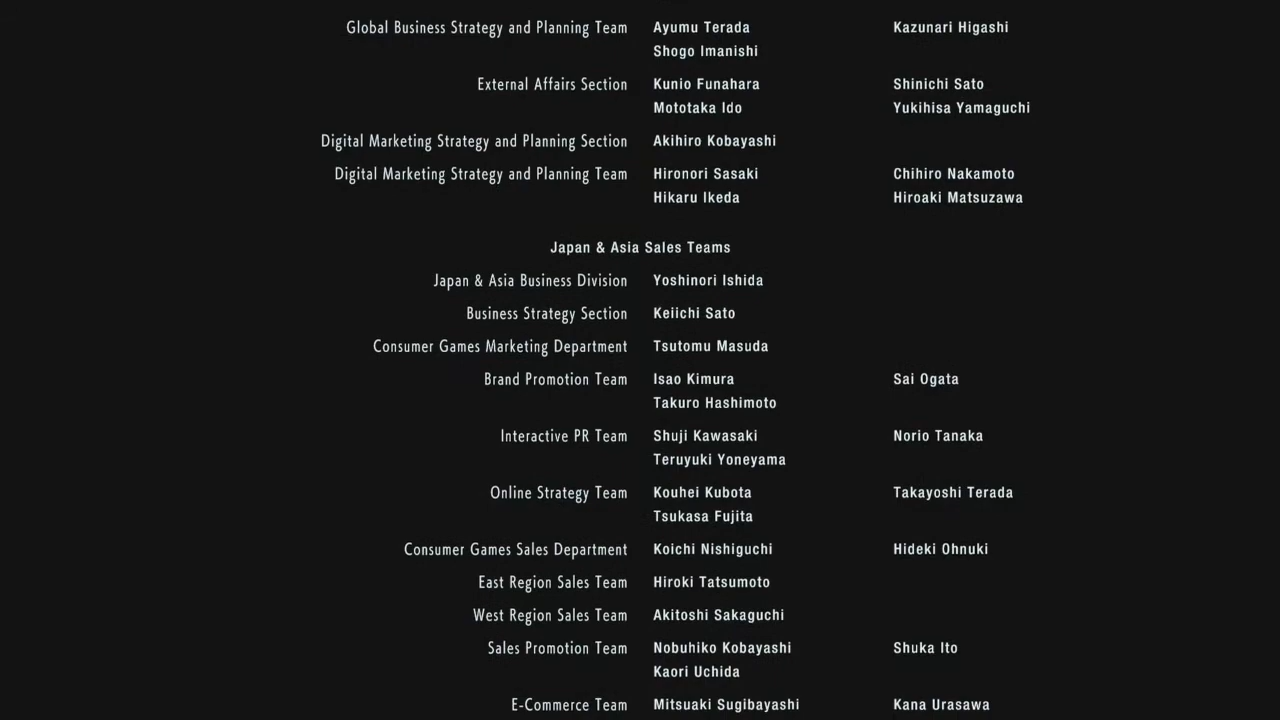 Global Business Strategy and Planning Team Ayumu Terada Kazunari Higashi
Shogo Imanishi
External Affairs Section Kunio Funahara Shinichi Sato
Mototaka Ido Yukihisa Yamaguchi
Digital Marketing Strategy and Planning Section Akihiro Kobayashi
Digital Marketing Strategy and Planning Team Hironori Sasaki Chihiro Nakamoto
Hikaru Ikeda Hiroaki Matsuzawa
Japan & Asia Sales Teams
Japan & Asia Business Division Yoshinori Ishida
Business Strategy Section Keiichi Sato
Consumer Games Marketing Department Tsutomu Masuda
Brand Promotion Team Isao Kimura Sai Ogata
Takuro Hashimoto
Interactive PR Team Shuji Kawasaki Norio Tanaka
Teruyuki Yoneyama
Online Strategy Team Kouhei Kubota Takayoshi Terada
Tsukasa Fujita
Consumer Games Sales Department Koichi Nishiguchi Hideki Ohnuki
East Region Sales Team Hiroki Tatsumoto
West Region Sales Team Akitoshi Sakaguchi
Sales Promotion Team Nobuhiko Kobayashi Shuka Ito
Kaori Uchida
E-Commerce Team Mitsuaki Sugibayashi Kana Urasawa